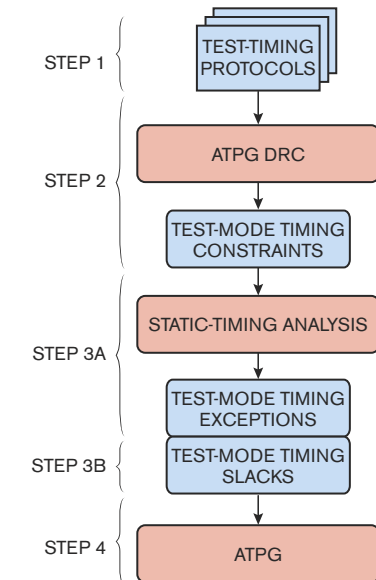 STEP 1
TEST-TIMING
PROTOCOLS
STEP 2
ATPG DRC
TEST-MODE TIMING
CONSTRAINTS
STEP 3A
STATIC-TIMING ANALYSIS
TEST-MODE TIMING
EXCEPTIONS
STEP 3B
TEST-MODE TIMING
SLACKS
STEP 4
ATPG